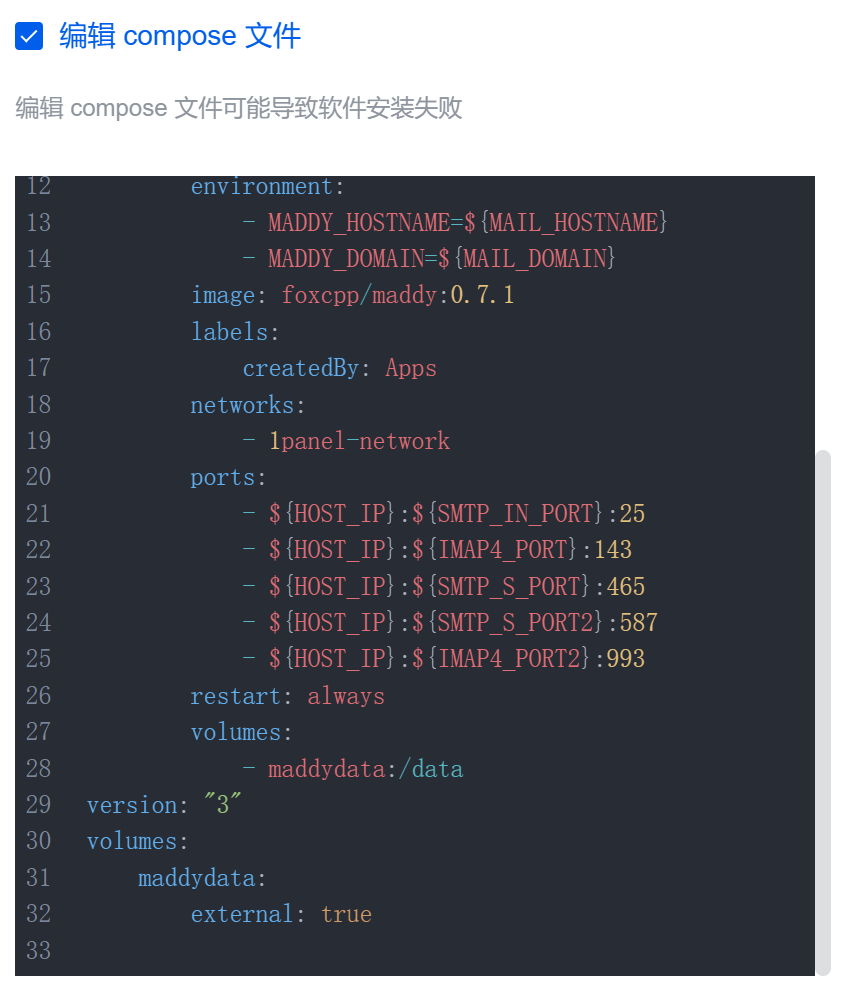 编辑 compose 文件
编辑 compose 文件可能导致软件安装失败
12 environment:
13 - MADDY_HOSTNAME=${MAIL_HOSTNAME}
14 - MADDY_DOMAIN=${MAIL_DOMAIN}
15 image: foxcpp/maddy:0.7.1
16 labels:
17 createdBy: Apps
18 networks:
19 - 1panel-network
20 ports:
21 - ${HOST_IP}:${SMTP_IN_PORT}:25
22 - ${HOST_IP}:${IMAP4_PORT}:143
23 - ${HOST_IP}:${SMTP_S_PORT}:465
24 - ${HOST_IP}:${SMTP_S_PORT2}:587
25 - ${HOST_IP}:${IMAP4_PORT2}:993
26 restart: always
27 volumes:
28 - maddydata:/data
29 version: "3"
30 volumes:
31 maddydata:
32 external: true
33